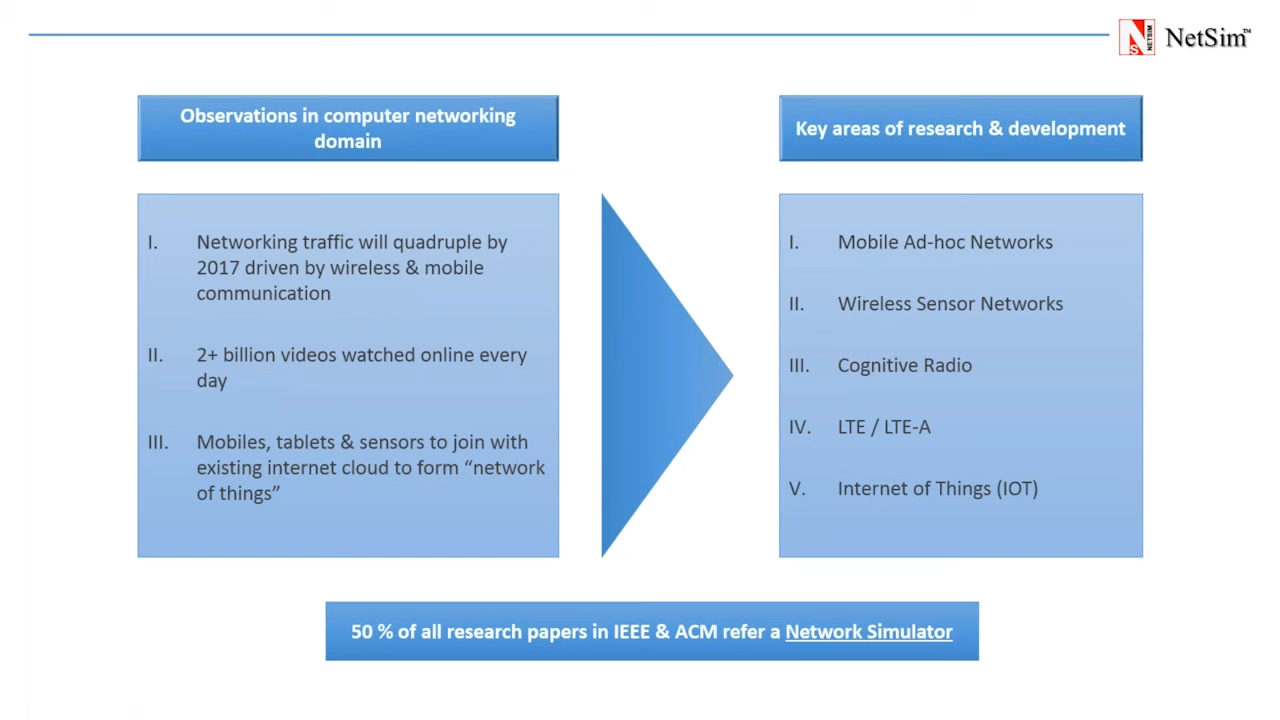 NETSIM
NetSim™
Observations in computer networking
domain
Key areas of research & development
I. Networking traffic will quadruple by
2017 driven by wireless & mobile
communication
II. 2+ billion videos watched online every
day
III. Mobiles, tablets & sensors to join with
existing internet cloud to form “network
of things”
I. Mobile Ad-hoc Networks
II. Wireless Sensor Networks
III. Cognitive Radio
IV. LTE / LTE-A
V. Internet of Things (IOT)
50 % of all research papers in IEEE & ACM refer a Network Simulator